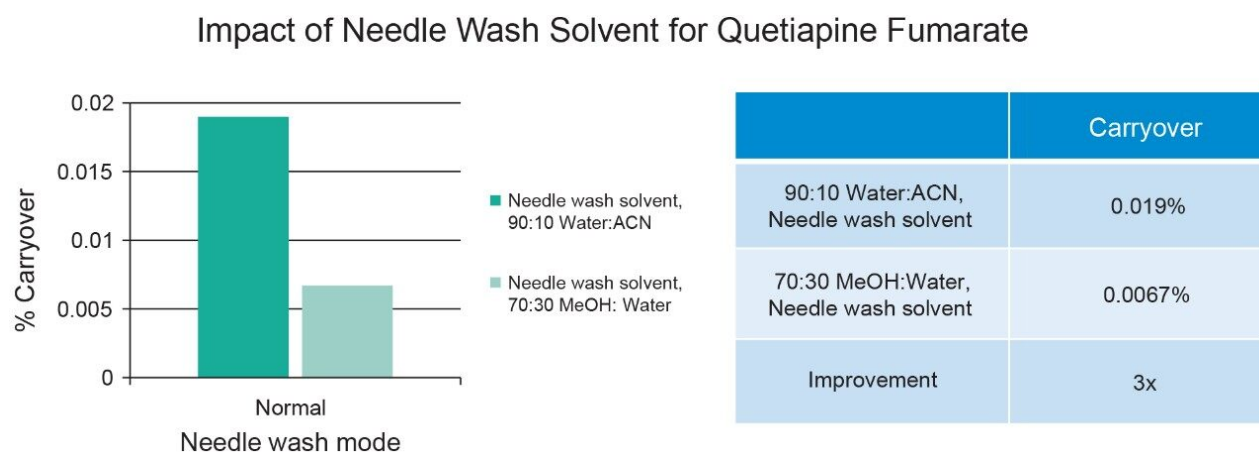 Impact of Needle Wash Solvent for Quetiapine Fumarate
% Carryover
0.02
0.015
0.01
0.005
0
Normal
Needle wash mode
Needle wash solvent,
90:10 Water:ACN
Needle wash solvent,
70:30 MeOH: Water
Carryover
90:10 Water:ACN,
Needle wash solvent
0.019%
70:30 MeOH:Water,
Needle wash solvent
0.0067%
Improvement
3x